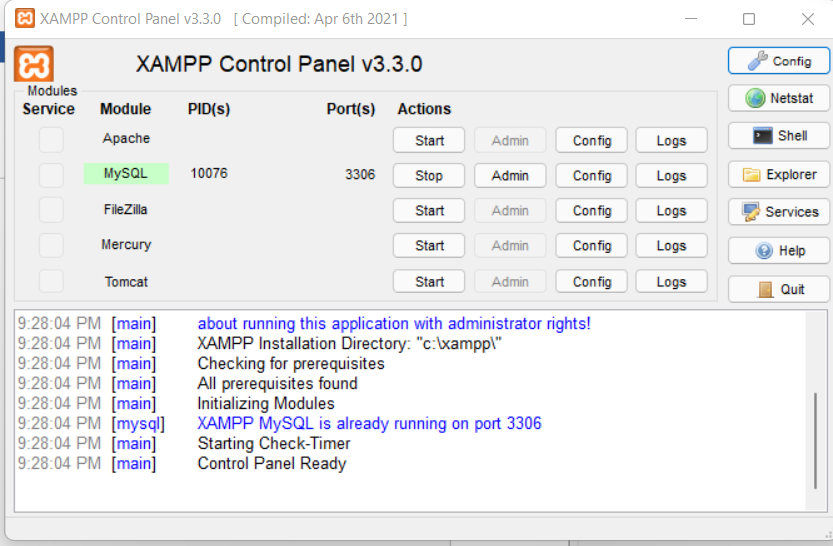 XAMPP Control Panel v3.3.0 [ Compiled: Apr 6th 2021 ]
XAMPP Control Panel v3.3.0
Config
Modules
Service Module PID(s) Port(s) Actions
Netstat
Apache Start Admin Config Logs
Shell
MySQL 10076 3306 Stop Admin Config Logs
Explorer
FileZilla Start Admin Config Logs
Services
Mercury Start Admin Config Logs
Help
Tomcat Start Admin Config Logs
Quit
9:28:04 PM [main] about running this application with administrator rights!
9:28:04 PM [main] XAMPP Installation Directory: "c:\xampp\"
9:28:04 PM [main] Checking for prerequisites
9:28:04 PM [main] All prerequisites found
9:28:04 PM [main] Initializing Modules
9:28:04 PM [mysql] XAMPP MySQL is already running on port 3306
9:28:04 PM [main] Starting Check-Timer
9:28:04 PM [main] Control Panel Ready